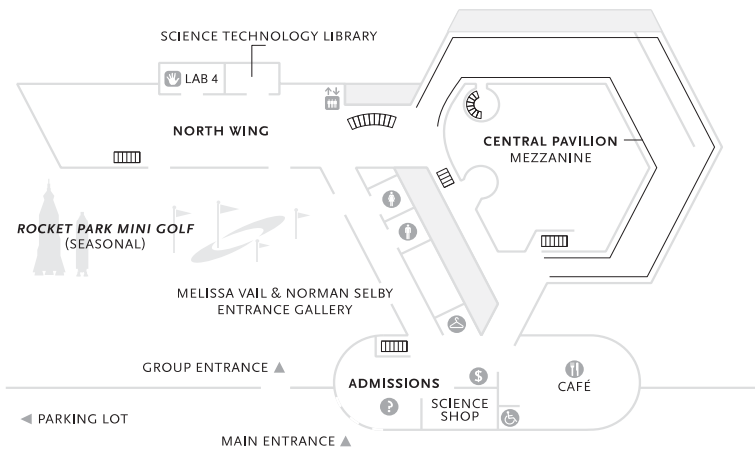 SCIENCE TECHNOLOGY LIBRARY
LAB 4
NORTH WING
CENTRAL PAVILION
MEZZANINE
ROCKET PARK MINI GOLF
(SEASONAL)
MELISSA VAIL & NORMAN SELBY
ENTRANCE GALLERY
GROUP ENTRANCE
ADMISSIONS
$
CAFÉ
?
SCIENCE
SHOP
PARKING LOT
MAIN ENTRANCE